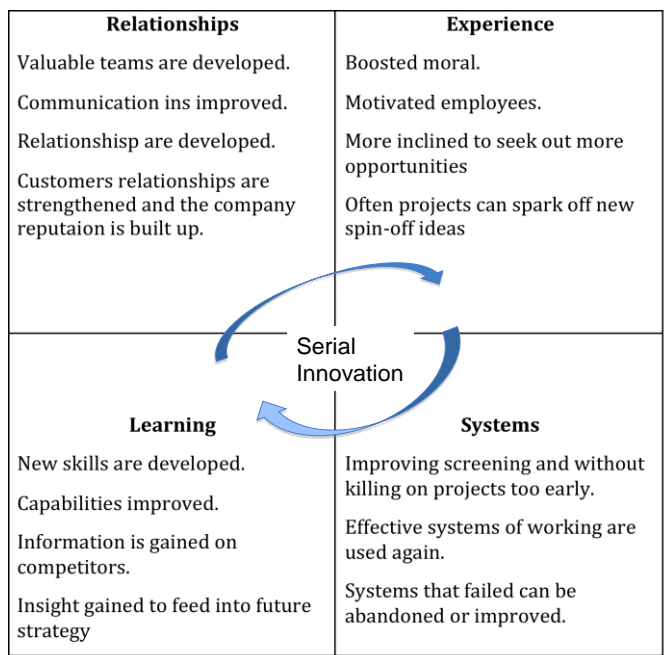 Relationships
Valuable teams are developed.
Communication ins improved.
Relationshisp are developed.
Customers relationships are
strengthened and the company
reputaion is built up.
Experience
Boosted moral.
Motivated employees.
More inclined to seek out more
opportunities
Often projects can spark off new
spin-off ideas
Serial
Innovation
Learning
New skills are developed.
Capabilities improved.
Information is gained on
competitors.
Insight gained to feed into future
strategy
Systems
Improving screening and without
killing on projects too early.
Effective systems of working are
used again.
Systems that failed can be
abandoned or improved.